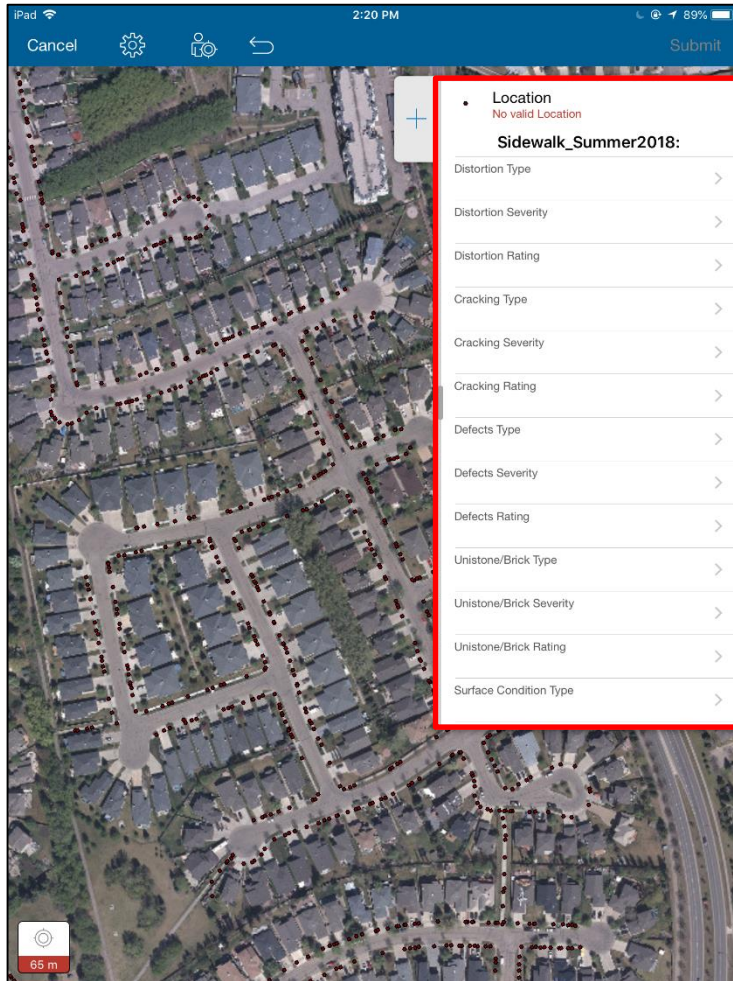 iPad 2:20 PM 89%
Cancel Submit
Location
No valid Location
Sidewalk_Summer2018:
Distortion Type
Distortion Severity
Distortion Rating
Cracking Type
Cracking Severity
Cracking Rating
Defects Type
Defects Severity
Defects Rating
Unistone/Brick Type
Unistone/Brick Severity
Unistone/Brick Rating
Surface Condition Type
65 m